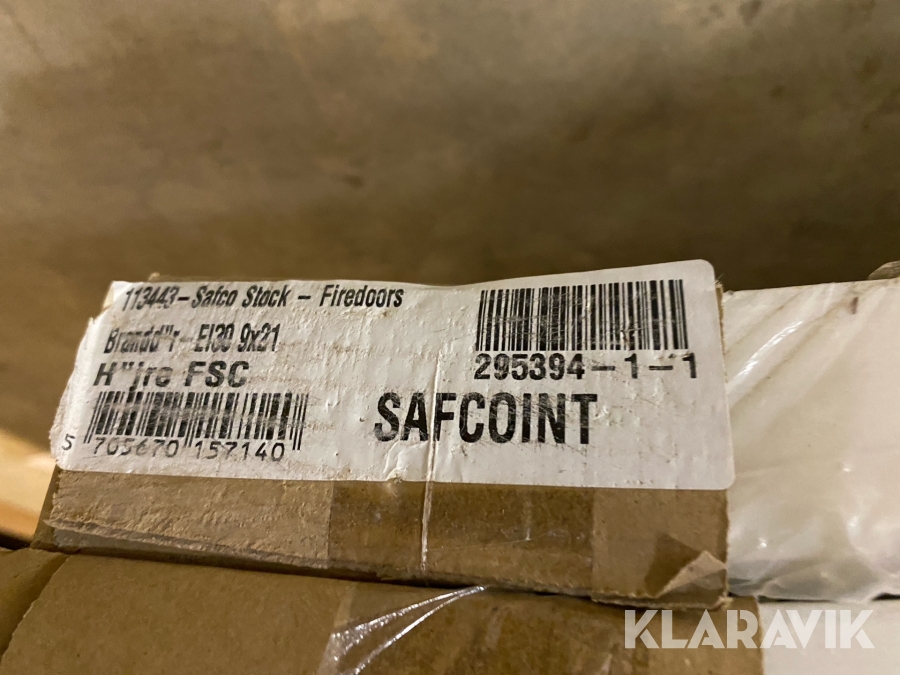 113443-Safco Stock - Firedoors
Brandd"r-EI30 9x21
H"jre FSC
295394-1-1
SAFCOINT
5 705670 157140
KLARAVIK